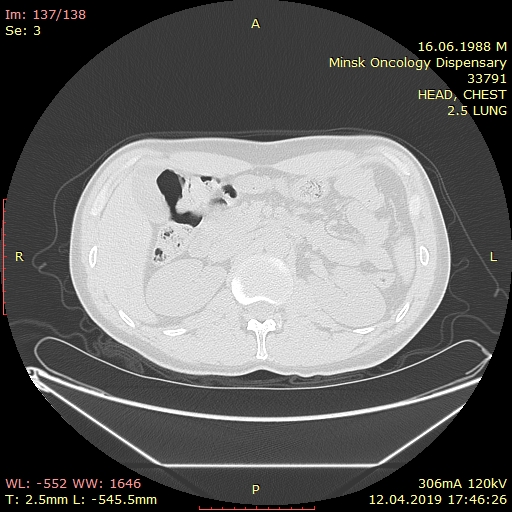 Im: 137/138
Se: 3
A
16.06.1988 M
Minsk Oncology Dispensary
33791
HEAD, CHEST
2.5 LUNG
R
L
WL: -552 WW: 1646
T: 2.5mm L: -545.5mm
P
306mA 120kV
12.04.2019 17:46:26